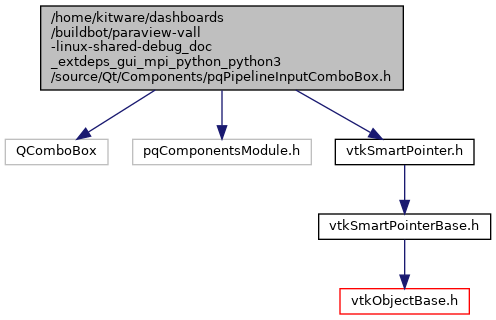 /home/kitware/dashboards
/buildbot/paraview-vall
-linux-shared-debug_doc
_extdeps_gui_mpi_python_python3
/source/Qt/Components/pqPipelineInputComboBox.h
QComboBox
pqComponentsModule.h
vtkSmartPointer.h
vtkSmartPointerBase.h
vtkObjectBase.h